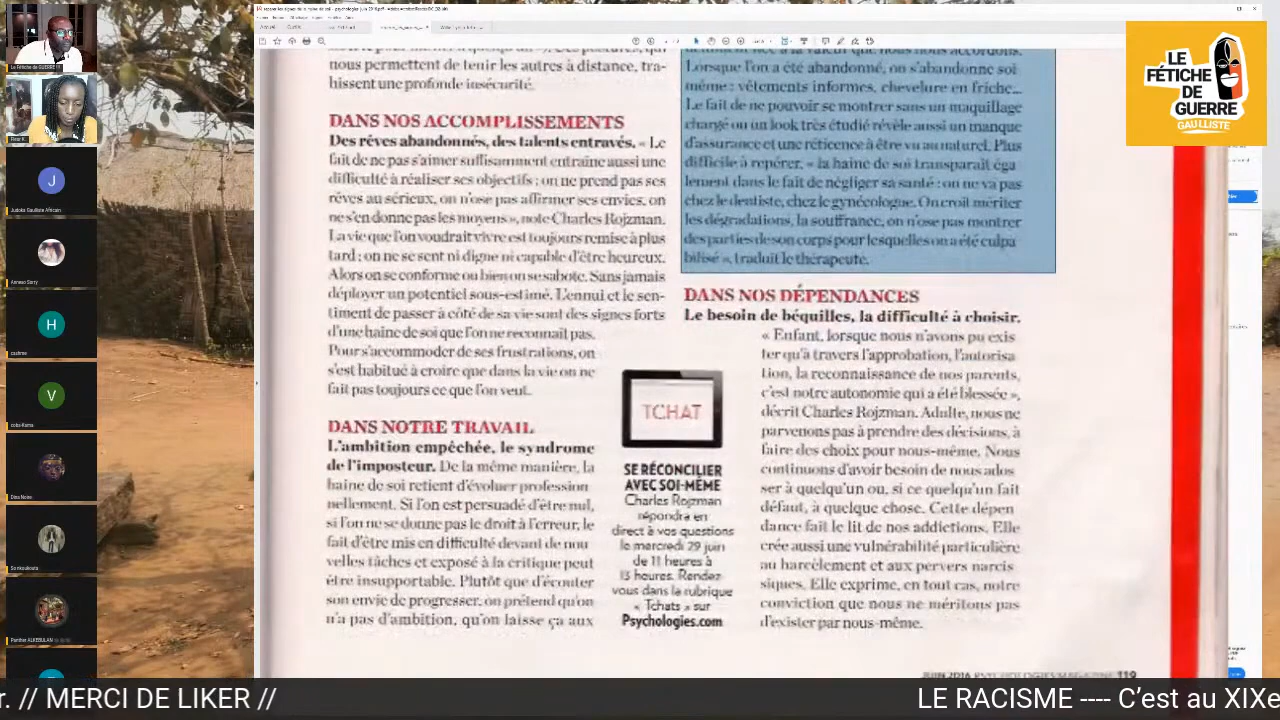 nous permettent de tenir les autres à distance, tra-
hissent une profonde insécurité.
DANS NOS ACCOMPLISSEMENTS
Des rêves abandonnés, des talents entravés. « Le
fait de ne pas s'aimer suffisamment entraîne aussi une
difficulté à réaliser ses objectifs : on ne prend pas ses
rêves au sérieux, on n'ose pas affirmer ses envies, on
ne s'en donne pas les moyens », note Charles Rojzman.
La vie que l'on voudrait vivre est toujours remise à plus
tard : on ne se sent ni digne ni capable d'être heureux.
Alors on se conforme ou bien on se sabote. Sans jamais
déployer un potentiel sous-estimé. L'ennui et le sen-
timent de passer à côté de sa vie sont des signes forts
d'une haine de soi que l'on ne reconnaît pas.
Pour s'accommoder de ses frustrations, on
s'est habitué à croire que dans la vie on ne
fait pas toujours ce que l'on veut...
DANS NOTRE TRAVAIL
L'ambition empêchée, le syndrome
de l'imposteur. De la même manière, la
haine de soi retient d'évoluer profession
nellement. Si l'on est persuadé d'être nul,
si l'on ne se donne pas le droit à l'erreur, le
fait d'être mis en difficulté devant de nou
velles tâches et exposé à la critique peut
être insupportable. Plutôt que d'écouter
son envie de progresser, on prétend qu'on
n'a pas d'ambition, qu'on laisse ça aux
TCHAT
SE RÉCONCILIER
AVEC SOI-MÊME
Charles Rojzman
répondra en
direct à vos questions
le mercredi 29 juin
de 11 heures à
13 heures. Rendez
vous dans la rubrique
« Tchats » sur
Psychologies.com
Lorsque l'on a été abandonné, on s'abandonne soi
même : vêtements informes, chevelure en friche...
Le fait de ne pouvoir se montrer sans un maquillage
chargé ou un look très étudié révèle aussi un manque
d'assurance et une réticence à être vu au naturel. Plus
difficile à repérer, « la haine de soi transparaît éga
lement dans le fait de négliger sa santé : on ne va pas
chez le dentiste, chez le gynécologue. On croit mériter
les dégradations, la souffrance, on n'ose pas montrer
des parties de son corps pour lesquelles on a été culpa
bilisé », traduit le thérapeute.
DANS NOS DÉPENDANCES
Le besoin de béquilles, la difficulté à choisir.
« Enfant, lorsque nous n'avons pu exis
ter qu'à travers l'approbation, l'autorisa
tion, la reconnaissance de nos parents,
c'est notre autonomie qui a été blessée »,
décrit Charles Rojzman. Adulte, nous ne
parvenons pas à prendre des décisions, à
faire des choix pour nous-même. Nous
continuons d'avoir besoin de nous ados
ser à quelqu'un ou, si ce quelqu'un fait
défaut, à quelque chose. Cette dépen
dance fait le lit de nos addictions. Elle
crée aussi une vulnérabilité particulière
au harcèlement et aux pervers narcis
siques. Elle exprime, en tout cas, notre
conviction que nous ne méritons pas
d'exister par nous-même.
JUIN 2016 PSYCHOLOGIES MAGAZINE 119
LE
FÉTICHE
DE
GUERRE
GAULLISTE
Le Fétiche de GUERRE
Judoks Gaulliste Africain
J
H
V
coba Kama
Dina Noino
So nkoukouta
Panther ALKEBULAN
r. // MERCI DE LIKER //
LE RACISME ---- C'est au XIXe